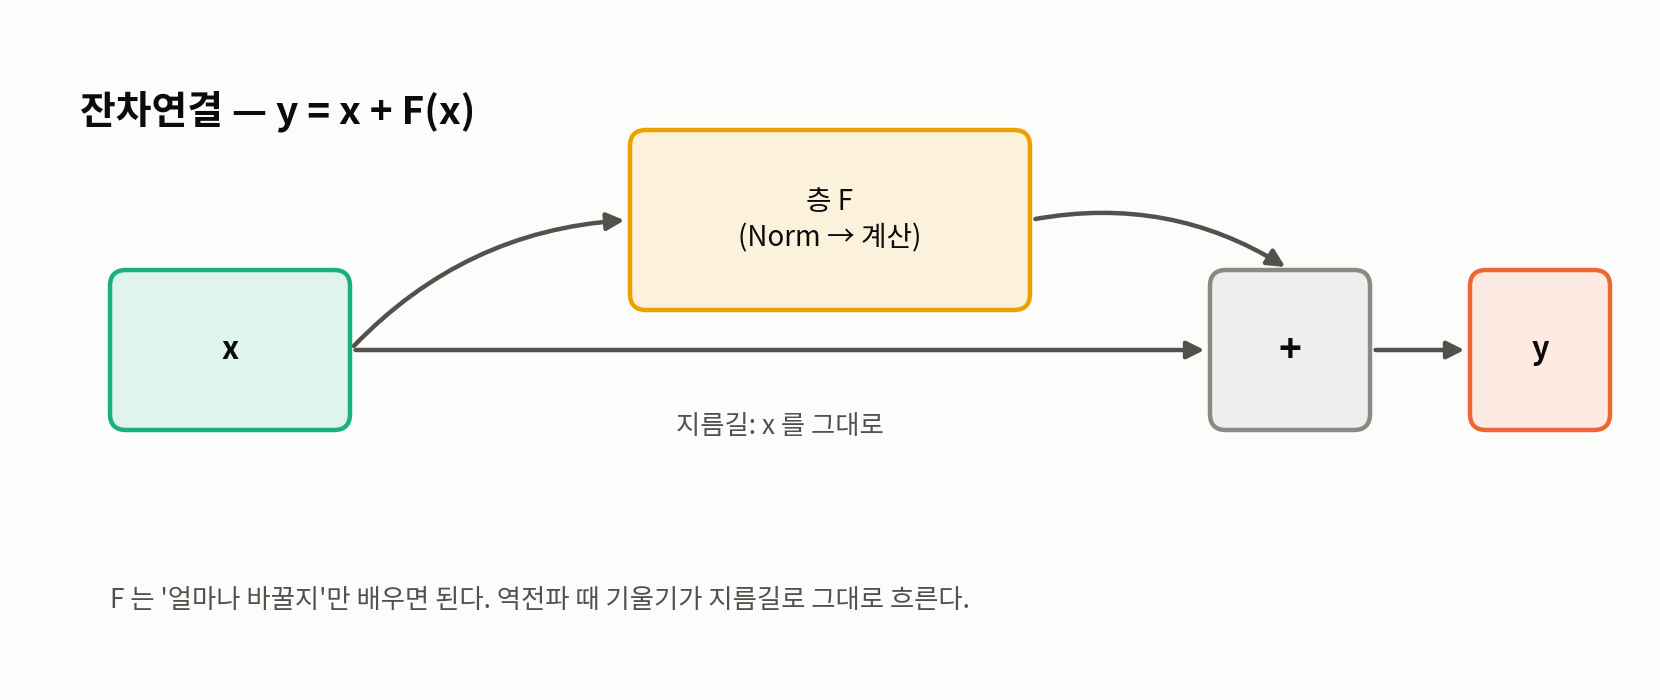 잔차연결 — y = x + F(x)
층 F
(Norm → 계산)
x
+
y
지름길: x 를 그대로
F 는 '얼마나 바꿀지'만 배우면 된다. 역전파 때 기울기가 지름길로 그대로 흐른다.